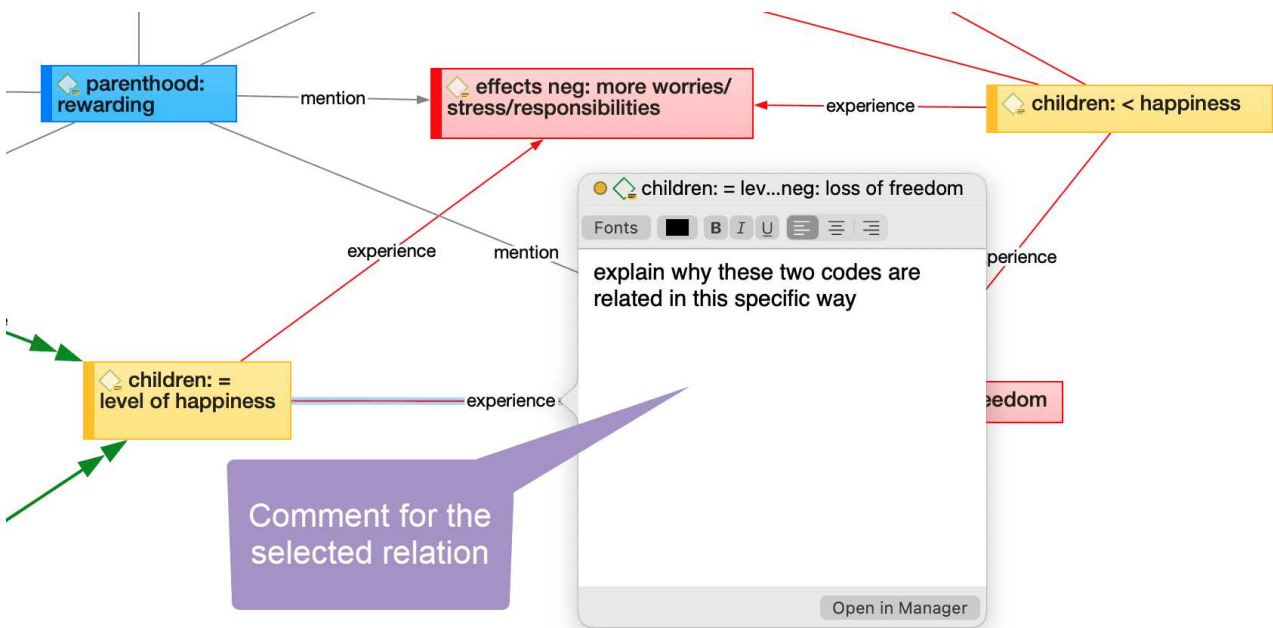 parenthood:
rewarding
mention
effects neg: more worries/
stress/responsibilities
experience
children: < happiness
children: = lev...neg: loss of freedom
Fonts
B I U
experience
mention
explain why these two codes are
related in this specific way
perience
children: =
level of happiness
experience
eedom
Comment for the
selected relation
Open in Manager